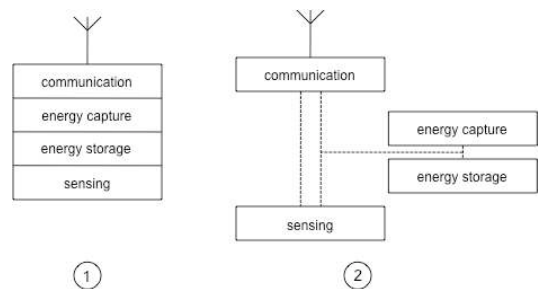 communication
energy capture
energy storage
sensing
1
communication
energy capture
energy storage
sensing
2